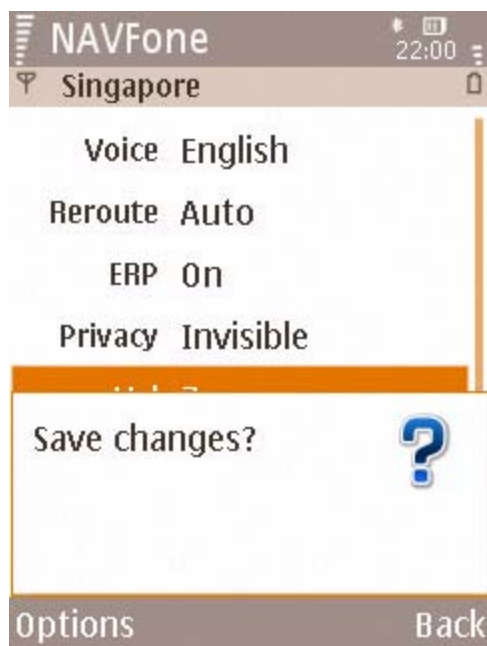 NAVFone
22:00
Singapore
Voice English
Reroute Auto
ERP On
Privacy Invisible
Save changes?
Options Back